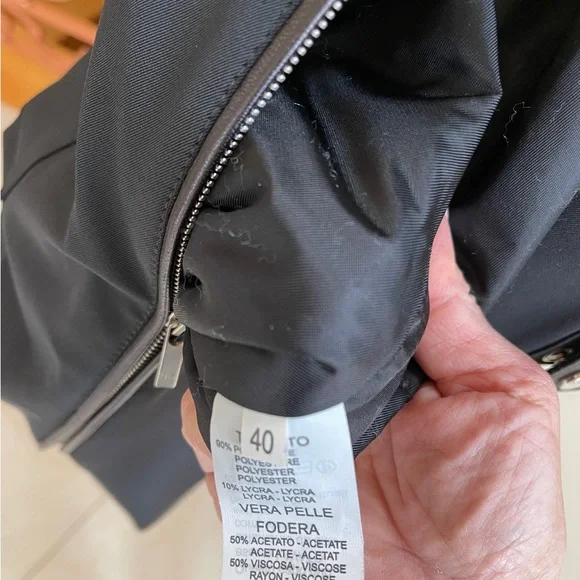 40
90%
POLYESTER
POLYESTER
10% LYCRA - LYCRA
LYCRA - LYCRA
VERA PELLE
FODERA
50% ACETATO - ACETATE
ACETATE - ACETAT
50% VISCOSA - VISCOSE
RAYON - VISCOSE